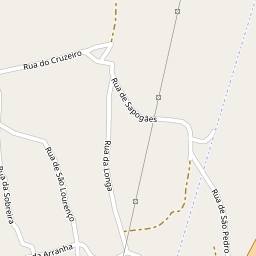 Rua do Cruzeiro
Rua de Sapogães
Rua da Longa
Rua de São Lourenço
Rua da Sobreira
Rua de São Pedro
da Arranha